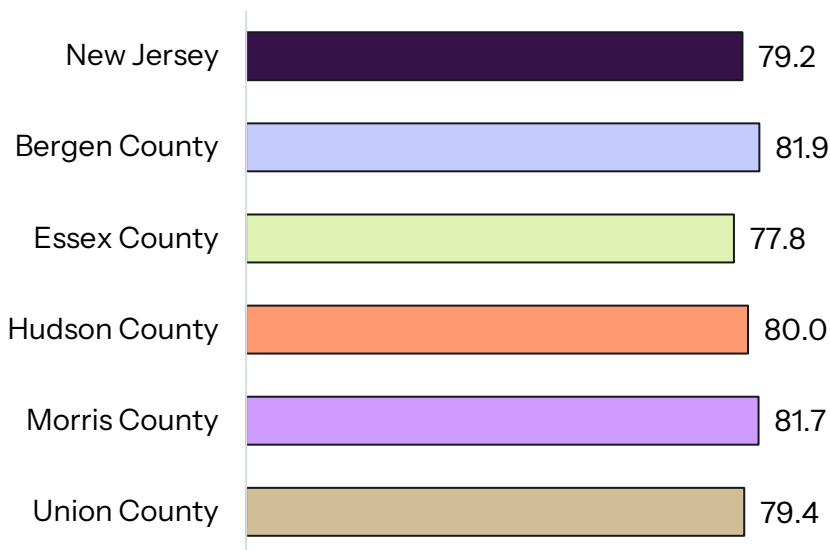 New Jersey 79.2
Bergen County 81.9
Essex County 77.8
Hudson County 80.0
Morris County 81.7
Union County 79.4